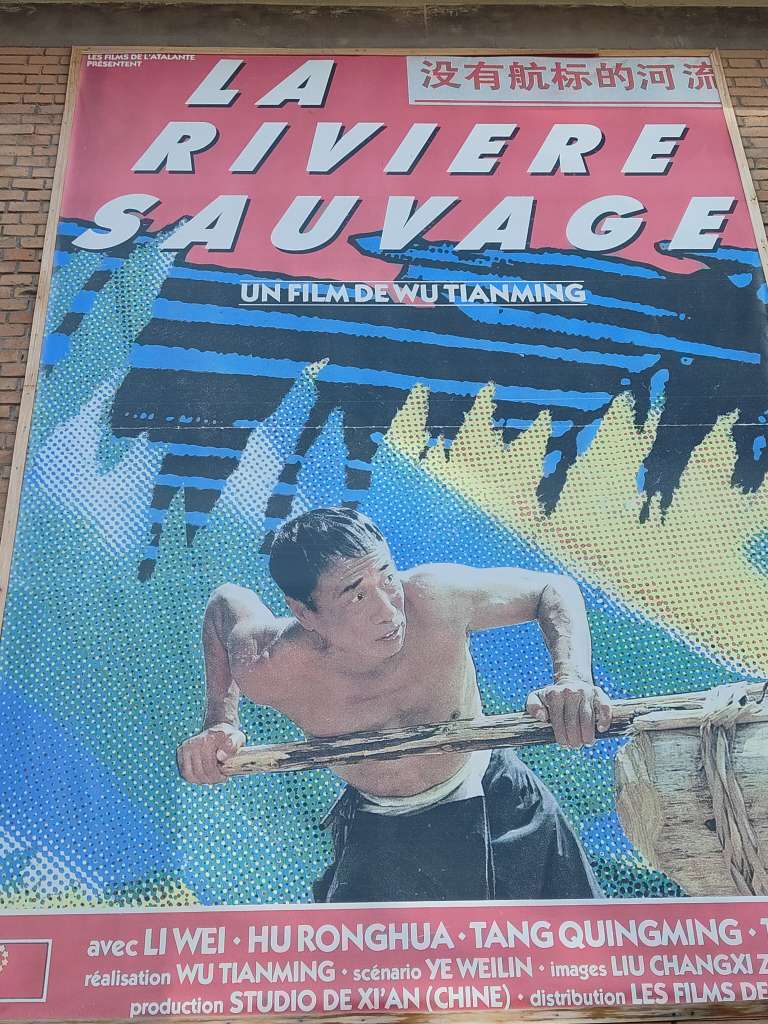 LES FILMS DE L'ATALANTE
PRÉSENTENT
没有航标的河流
LA
RIVIERE
SAUVAGE
UN FILM DE WU TIANMING
avec LI WEI · HU RONGHUA · TANG QUINGMING ·
réalisation WU TIANMING · scénario YE WEILIN · images LIU CHANGXI
production STUDIO DE XI'AN (CHINE) · distribution LES FILMS DE